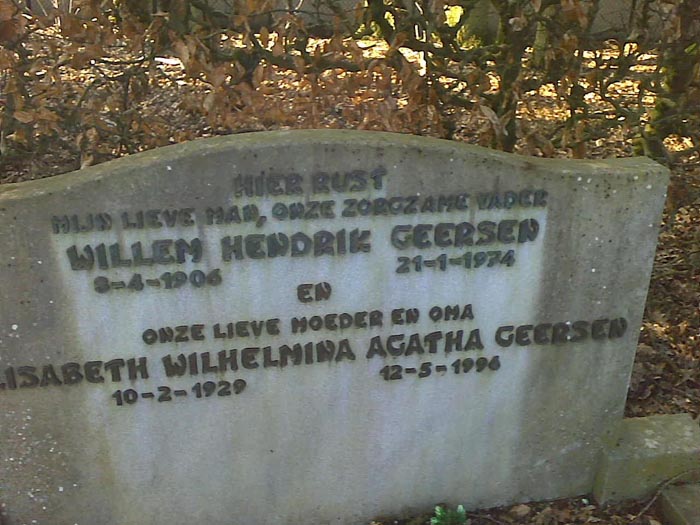 HIER RUST
MIJN LIEVE MAN, ONZE ZORGZAME VADER
WILLEM HENDRIK GEERSEN
8-4-1906 21-1-1974
EN
ONZE LIEVE MOEDER EN OMA
LISABETH WILHELMINA AGATHA GEERSEN
10-2-1929 12-5-1996